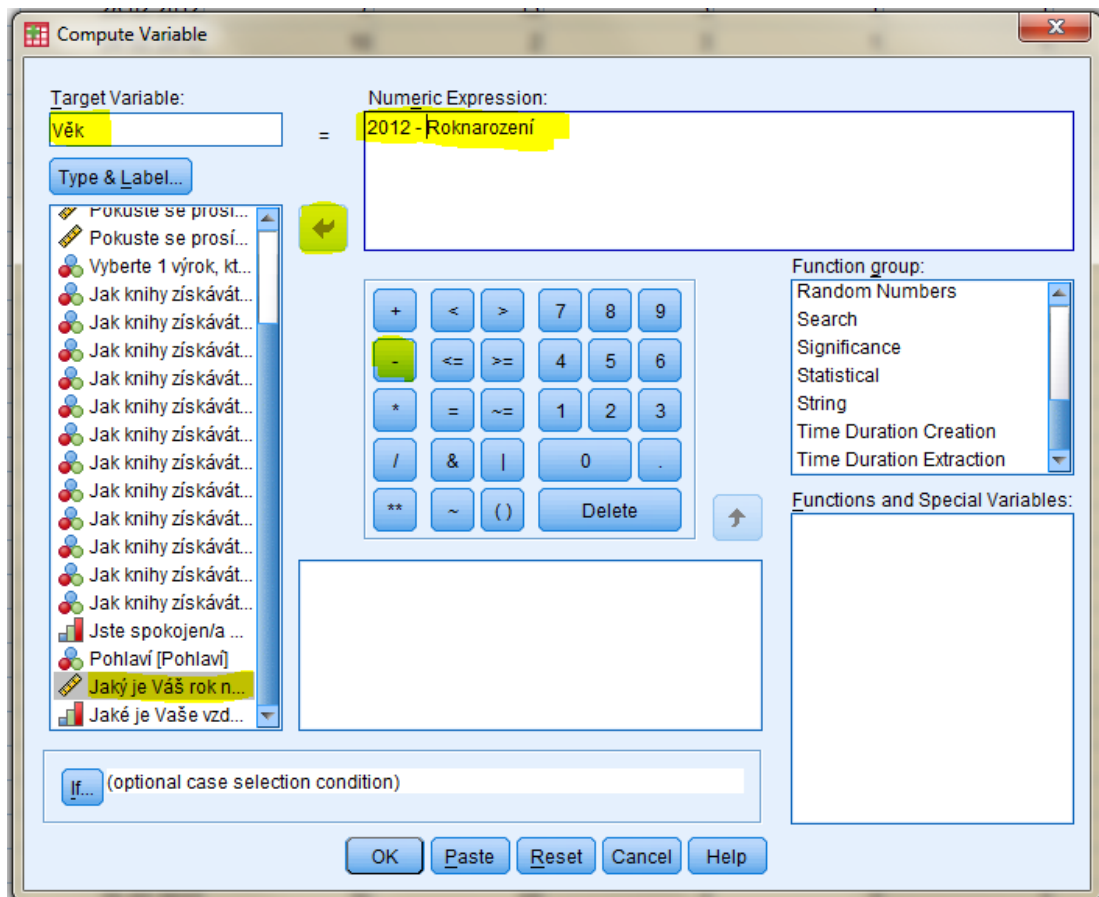 Compute Variable
Target Variable:
Věk
=
Numeric Expression:
2012 - Roknarození
Type & Label...
Pokuste se prosí...
Pokuste se prosí...
Vyberte 1 výrok, kt...
Jak knihy získávát...
Jak knihy získávát...
Jak knihy získávát...
Jak knihy získávát...
Jak knihy získávát...
Jak knihy získávát...
Jak knihy získávát...
Jak knihy získávát...
Jak knihy získávát...
Jak knihy získávát...
Jak knihy získávát...
Jak knihy získávát...
Jste spokojen/a ...
Pohlaví [Pohlaví]
Jaký je Váš rok n...
Jaké je Vaše vzd...
+ < > 7 8 9
- <= >= 4 5 6
* = ~= 1 2 3
/ & | 0 .
** ~ ( ) Delete
Function group:
Random Numbers
Search
Significance
Statistical
String
Time Duration Creation
Time Duration Extraction
Functions and Special Variables:
If... (optional case selection condition)
OK Paste Reset Cancel Help